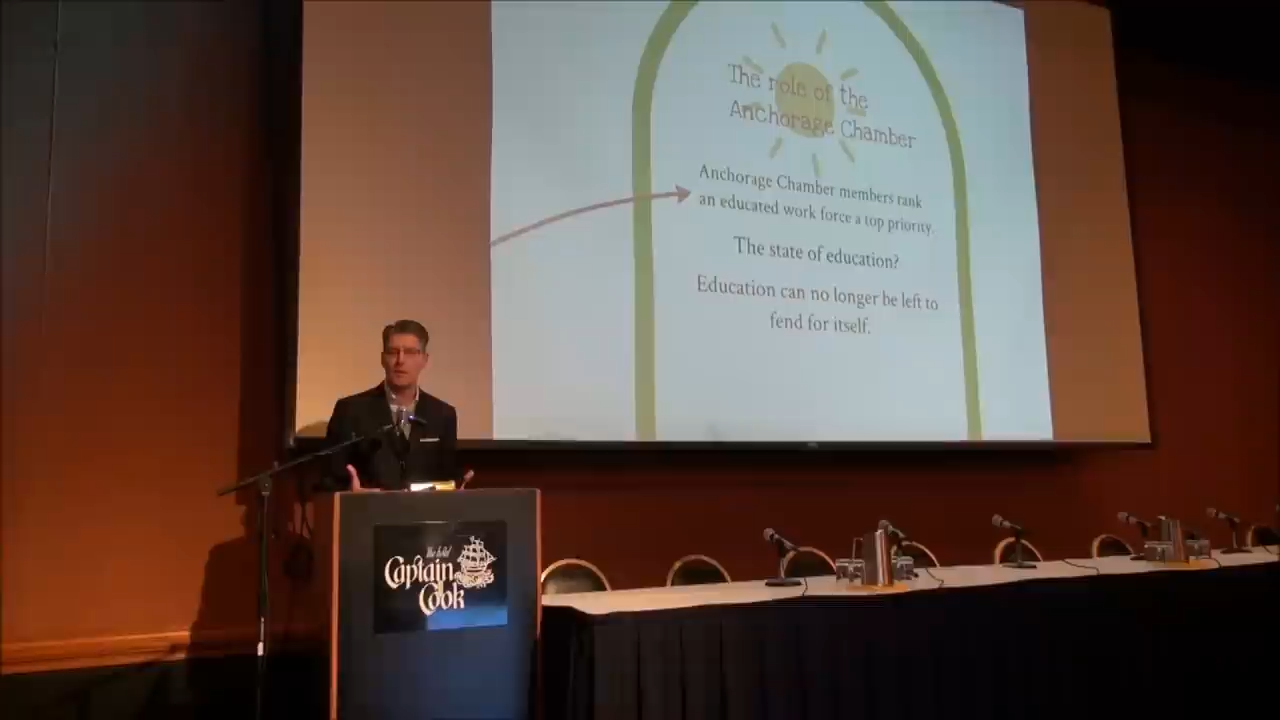 The role of the
Anchorage Chamber
Anchorage Chamber members rank
an educated work force a top priority.
The state of education?
Education can no longer be left to
fend for itself.
The hotel
Captain
Cook